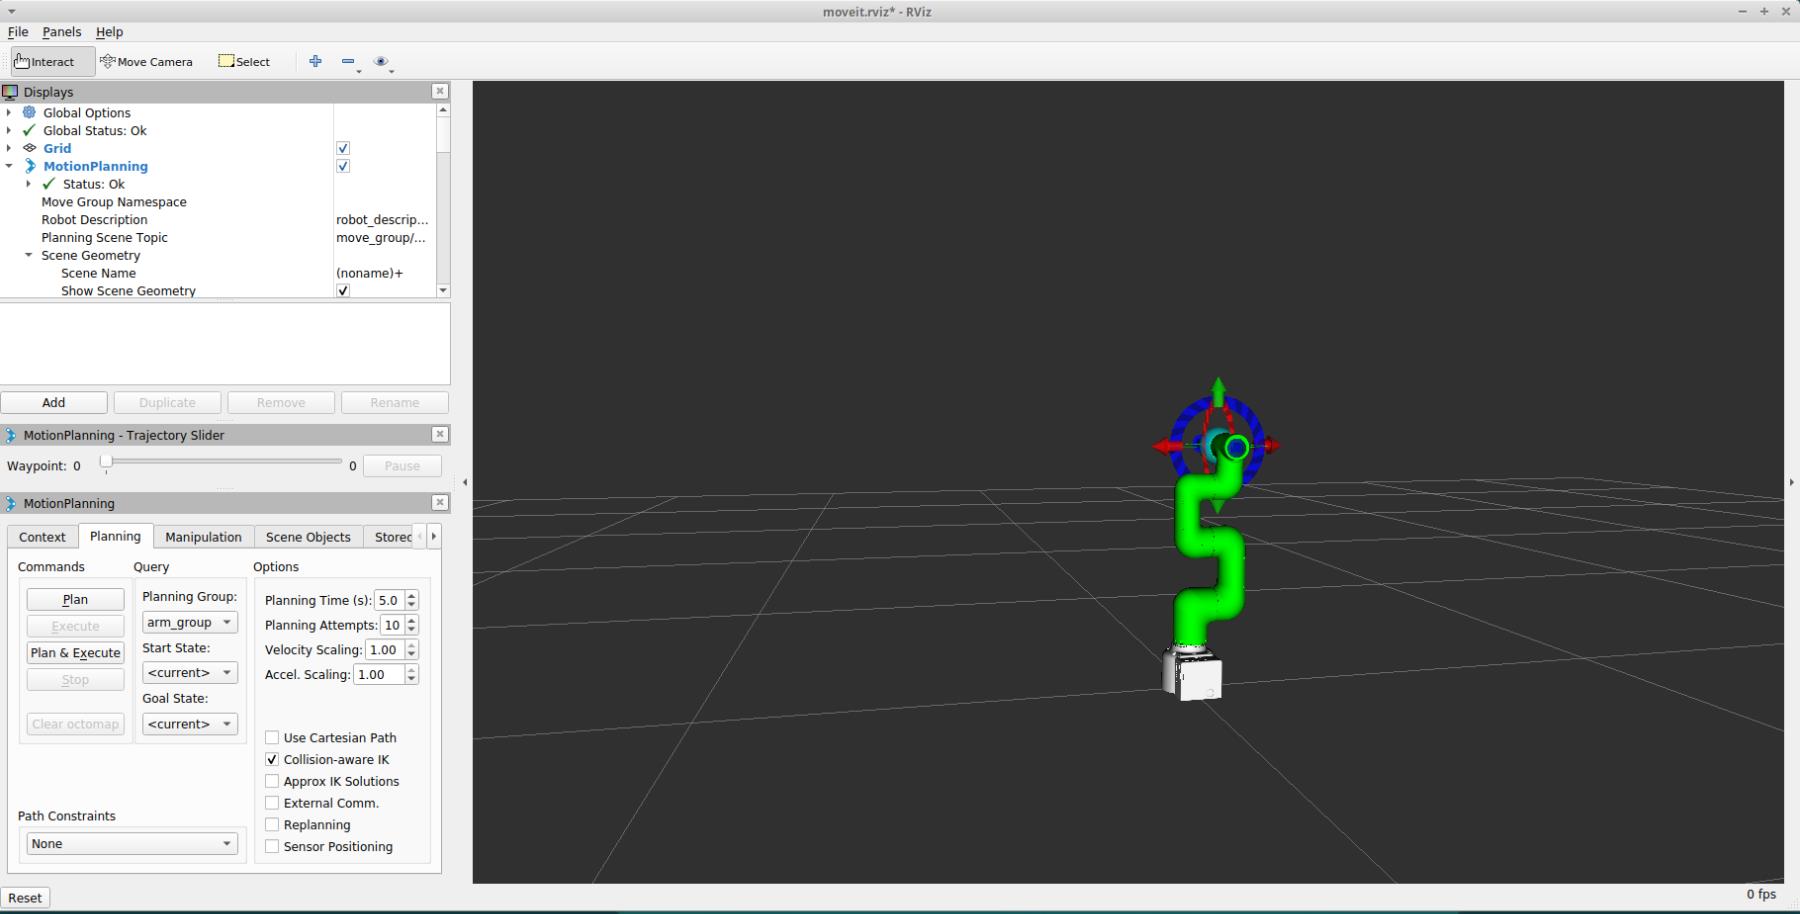 moveit.rviz* - RViz
File Panels Help
Interact Move Camera Select
Displays
Global Options
Global Status: Ok
Grid
MotionPlanning
Status: Ok
Move Group Namespace
Robot Description robot_descrip...
Planning Scene Topic move_group/...
Scene Geometry
Scene Name (noname)+
Show Scene Geometry
Add Duplicate Remove Rename
MotionPlanning - Trajectory Slider
Waypoint: 0 0 Pause
MotionPlanning
Context Planning Manipulation Scene Objects Stored
Commands Query Options
Plan
Execute
Plan & Execute
Stop
Clear octomap
Planning Group:
arm_group
Start State:
<current>
Goal State:
<current>
Planning Time (s): 5.0
Planning Attempts: 10
Velocity Scaling: 1.00
Accel. Scaling: 1.00
Use Cartesian Path
Collision-aware IK
Approx IK Solutions
External Comm.
Replanning
Sensor Positioning
Path Constraints
None
Reset
0 fps